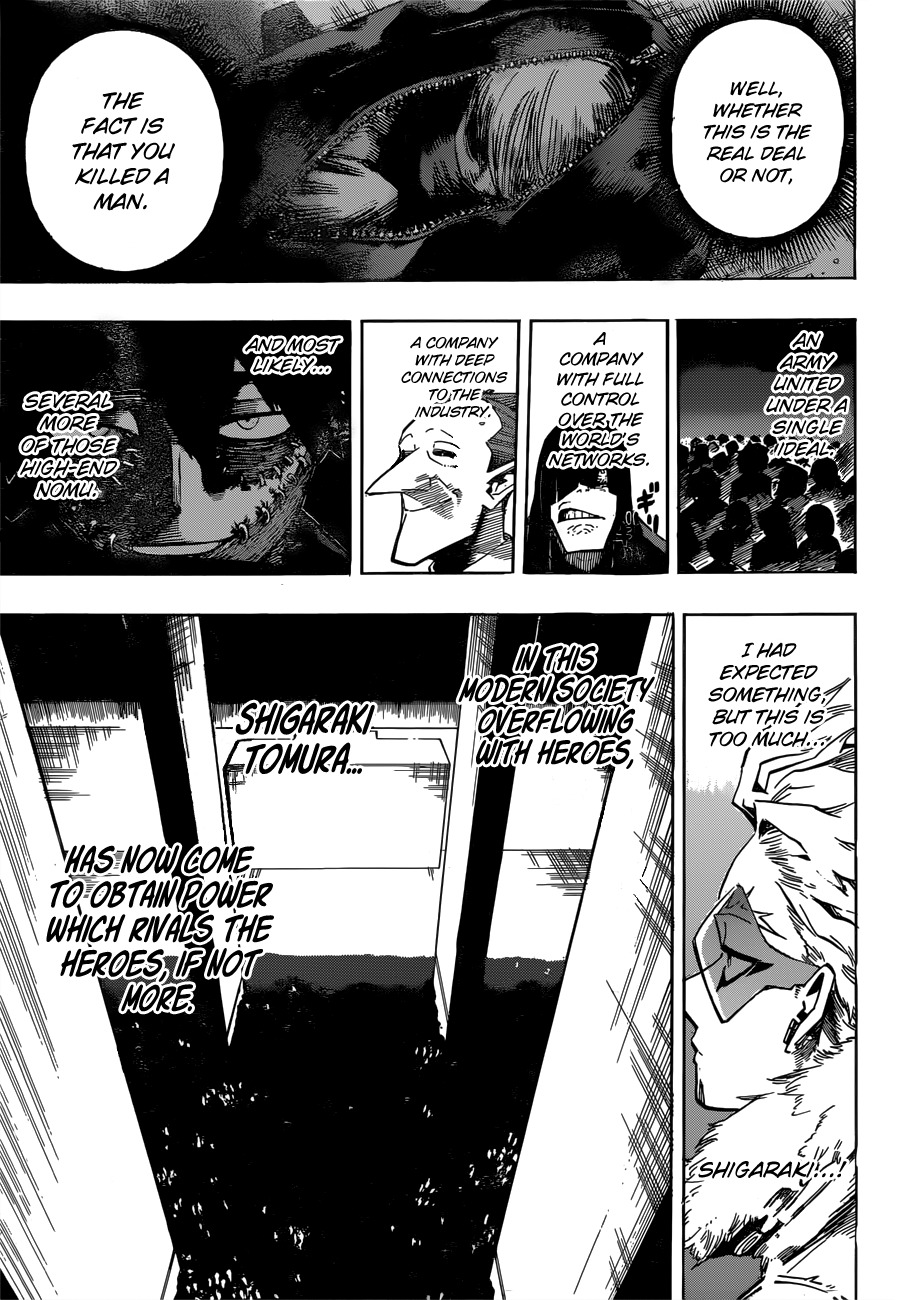 WELL,
WHETHER
THIS IS THE
REAL DEAL
OR NOT,
THE
FACT IS
THAT YOU
KILLED A
MAN.
AN
ARMY
UNITED
UNDER A
SINGLE
IDEAL.
A
COMPANY
WITH FULL
CONTROL
OVER THE
WORLD'S
NETWORKS.
ギギ
A COMPANY
WITH DEEP
CONNECTIONS
TO THE
INDUSTRY.
AND MOST
LIKELY...
SEVERAL
MORE
OF THOSE
HIGH-END
NOMU.
I HAD
EXPECTED
SOMETHING,
BUT THIS IS
TOO MUCH...
SHIGARAKI!...!
IN THIS
MODERN SOCIETY
OVERFLOWING
WITH HEROES,
SHIGARAKI
TOMURA...
HAS NOW COME
TO OBTAIN POWER
WHICH RIVALS THE
HEROES, IF NOT
MORE.